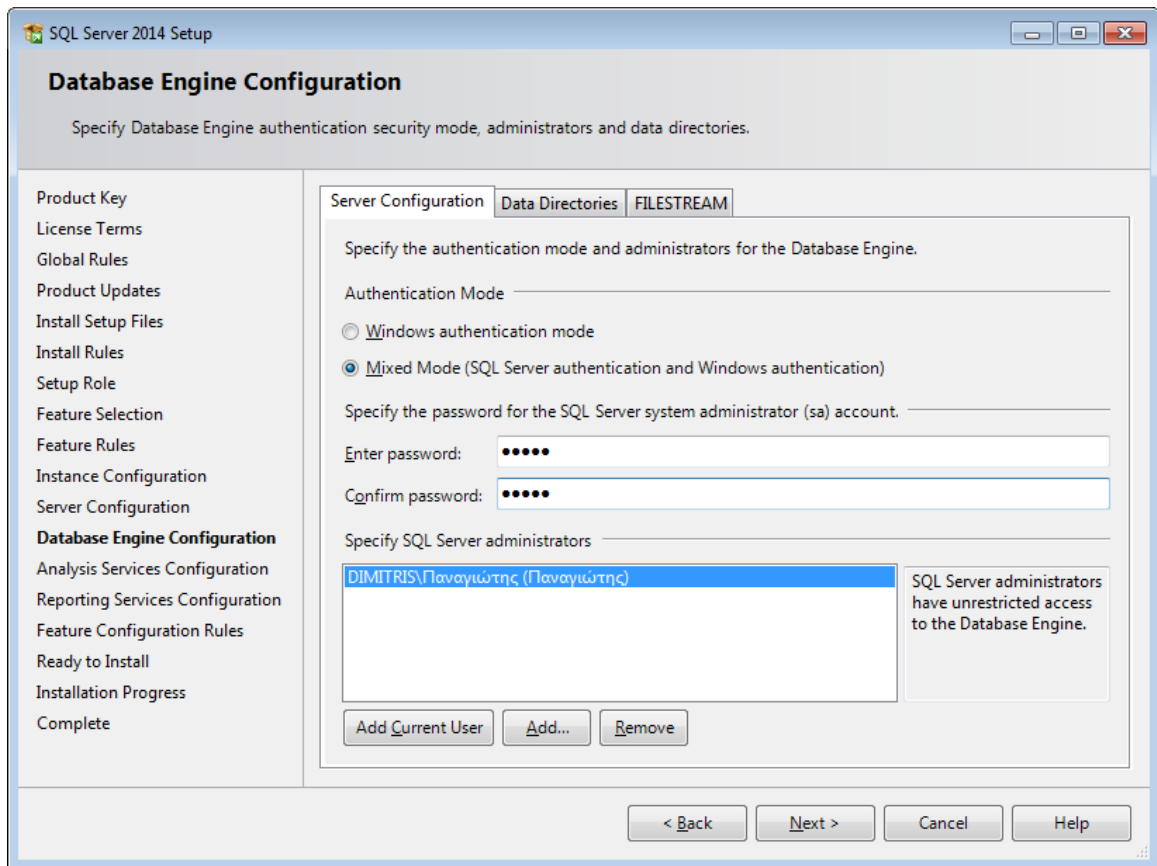 SQL Server 2014 Setup
Database Engine Configuration
Specify Database Engine authentication security mode, administrators and data directories.
Product Key
License Terms
Global Rules
Product Updates
Install Setup Files
Install Rules
Setup Role
Feature Selection
Feature Rules
Instance Configuration
Server Configuration
Database Engine Configuration
Analysis Services Configuration
Reporting Services Configuration
Feature Configuration Rules
Ready to Install
Installation Progress
Complete
Server Configuration
Data Directories
FILESTREAM
Specify the authentication mode and administrators for the Database Engine.
Authentication Mode
Windows authentication mode
Mixed Mode (SQL Server authentication and Windows authentication)
Specify the password for the SQL Server system administrator (sa) account.
Enter password: •••••
Confirm password: •••••
Specify SQL Server administrators
DIMITRIS\Παναγιώτης (Παναγιώτης)
SQL Server administrators
have unrestricted access
to the Database Engine.
Add Current User
Add...
Remove
< Back
Next >
Cancel
Help